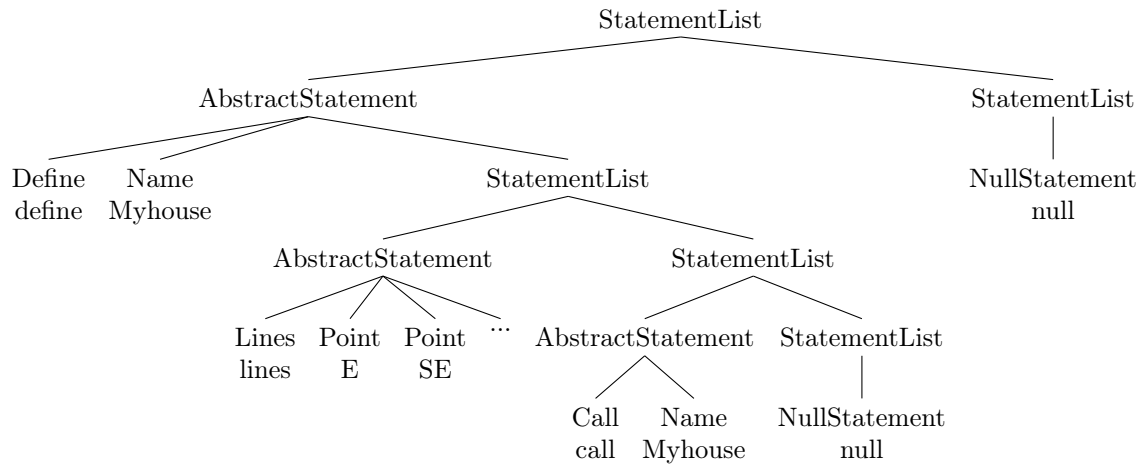 StatementList
AbstractStatement StatementList
Define Name StatementList NullStatement
define Myhouse null
AbstractStatement StatementList
Lines Point Point ... AbstractStatement StatementList
lines E SE
Call Name NullStatement
call Myhouse null